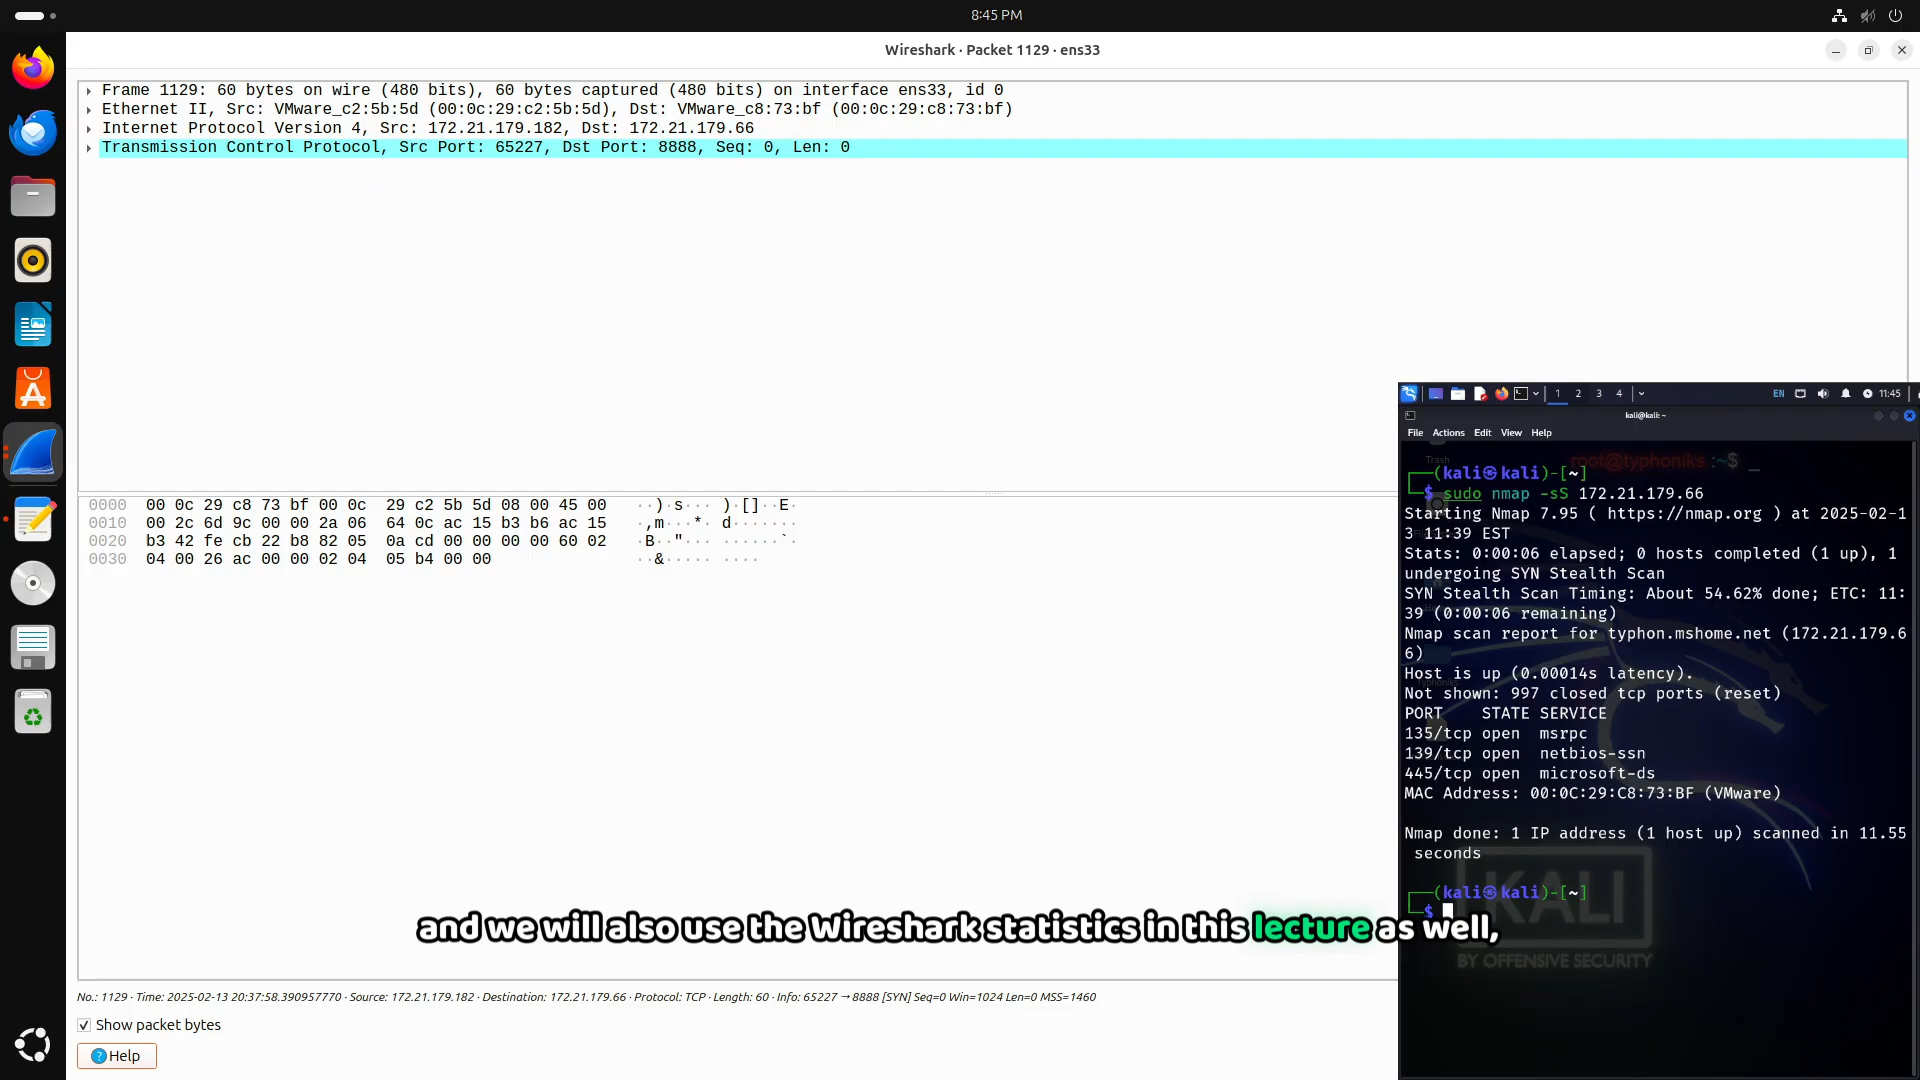 8:45 PM
Wireshark · Packet 1129 · ens33
Frame 1129: 60 bytes on wire (480 bits), 60 bytes captured (480 bits) on interface ens33, id 0
Ethernet II, Src: VMware_c2:5b:5d (00:0c:29:c2:5b:5d), Dst: VMware_c8:73:bf (00:0c:29:c8:73:bf)
Internet Protocol Version 4, Src: 172.21.179.182, Dst: 172.21.179.66
Transmission Control Protocol, Src Port: 65227, Dst Port: 8888, Seq: 0, Len: 0
0000 00 0c 29 c8 73 bf 00 0c 29 c2 5b 5d 08 00 45 00 ··)·s··· )·[]··E·
0010 00 2c 6d 9c 00 00 2a 06 64 0c ac 15 b3 b6 ac 15 ·,m···*· d·······
0020 b3 42 fe cb 22 b8 82 05 0a cd 00 00 00 00 60 02 ·B··"··· ······`·
0030 04 00 26 ac 00 00 02 04 05 b4 00 00 ··&····· ····
EN
1 2 3 4
11:45
kali@kali: ~
File Actions Edit View Help
Trash
root@typhoniks :~$ _
┌──(kali㉿kali)-[~]
└─$ sudo nmap -sS 172.21.179.66
Starting Nmap 7.95 ( https://nmap.org ) at 2025-02-1
3 11:39 EST
Stats: 0:00:06 elapsed; 0 hosts completed (1 up), 1
undergoing SYN Stealth Scan
SYN Stealth Scan Timing: About 54.62% done; ETC: 11:
39 (0:00:06 remaining)
Nmap scan report for typhon.mshome.net (172.21.179.6
6)
Host is up (0.00014s latency).
Not shown: 997 closed tcp ports (reset)
PORT STATE SERVICE
135/tcp open msrpc
139/tcp open netbios-ssn
445/tcp open microsoft-ds
MAC Address: 00:0C:29:C8:73:BF (VMware)
Nmap done: 1 IP address (1 host up) scanned in 11.55
seconds
┌──(kali㉿kali)-[~]
└─$
KALI
BY OFFENSIVE SECURITY
and we will also use the Wireshark statistics in this lecture as well,
No.: 1129 · Time: 2025-02-13 20:37:58.390957770 · Source: 172.21.179.182 · Destination: 172.21.179.66 · Protocol: TCP · Length: 60 · Info: 65227 → 8888 [SYN] Seq=0 Win=1024 Len=0 MSS=1460
Show packet bytes
Help